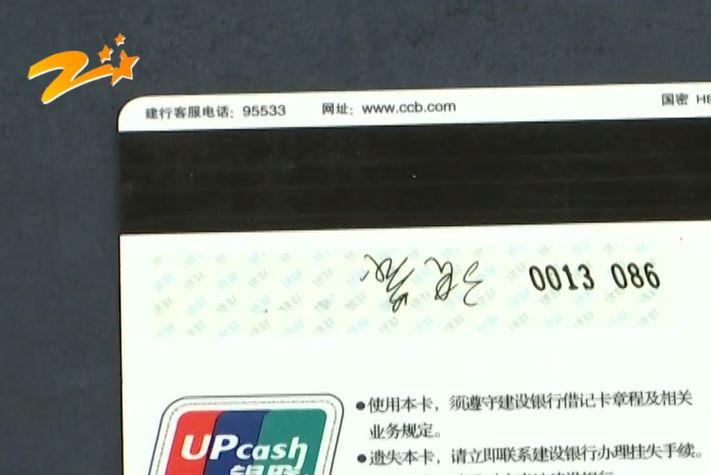 建行客服电话：95533 网址：www.ccb.com 国密
0013 086
UPcash
银联
●使用本卡，须遵守建设银行借记卡章程及相关
业务规定。
●遗失本卡，请立即联系建设银行办理挂失手续。